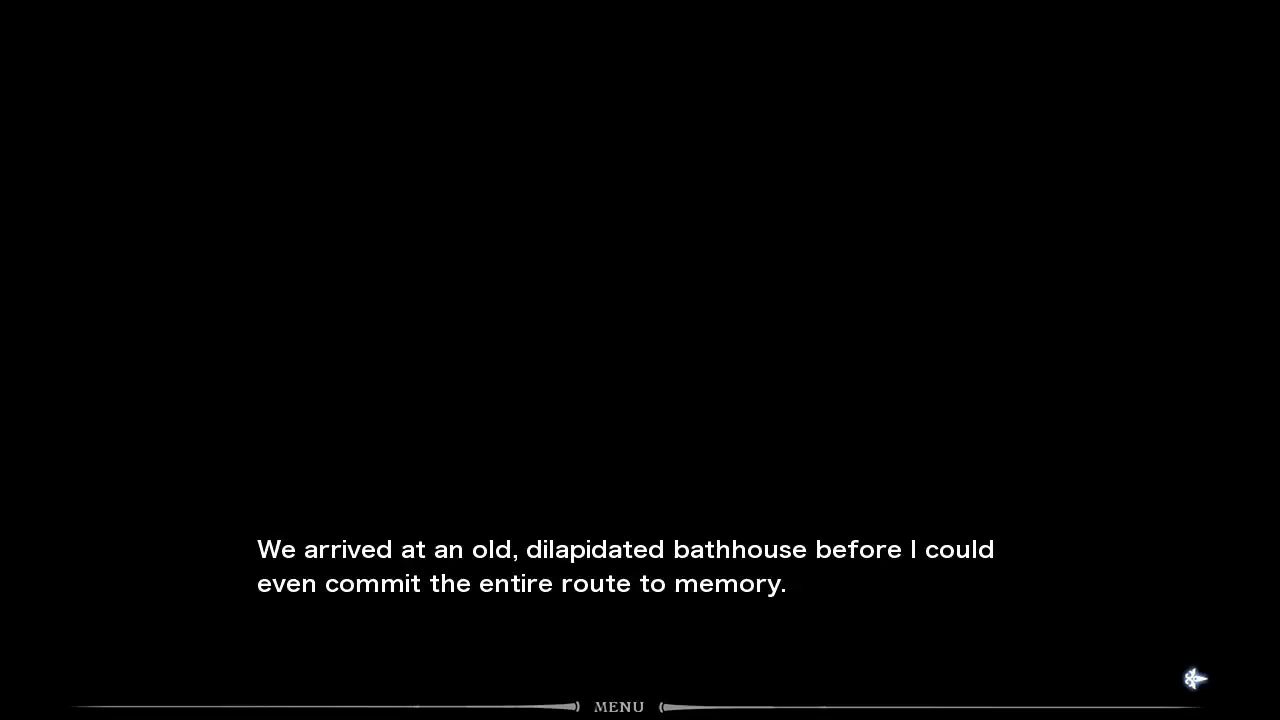 We arrived at an old, dilapidated bathhouse before I could
even commit the entire route to memory.
MENU